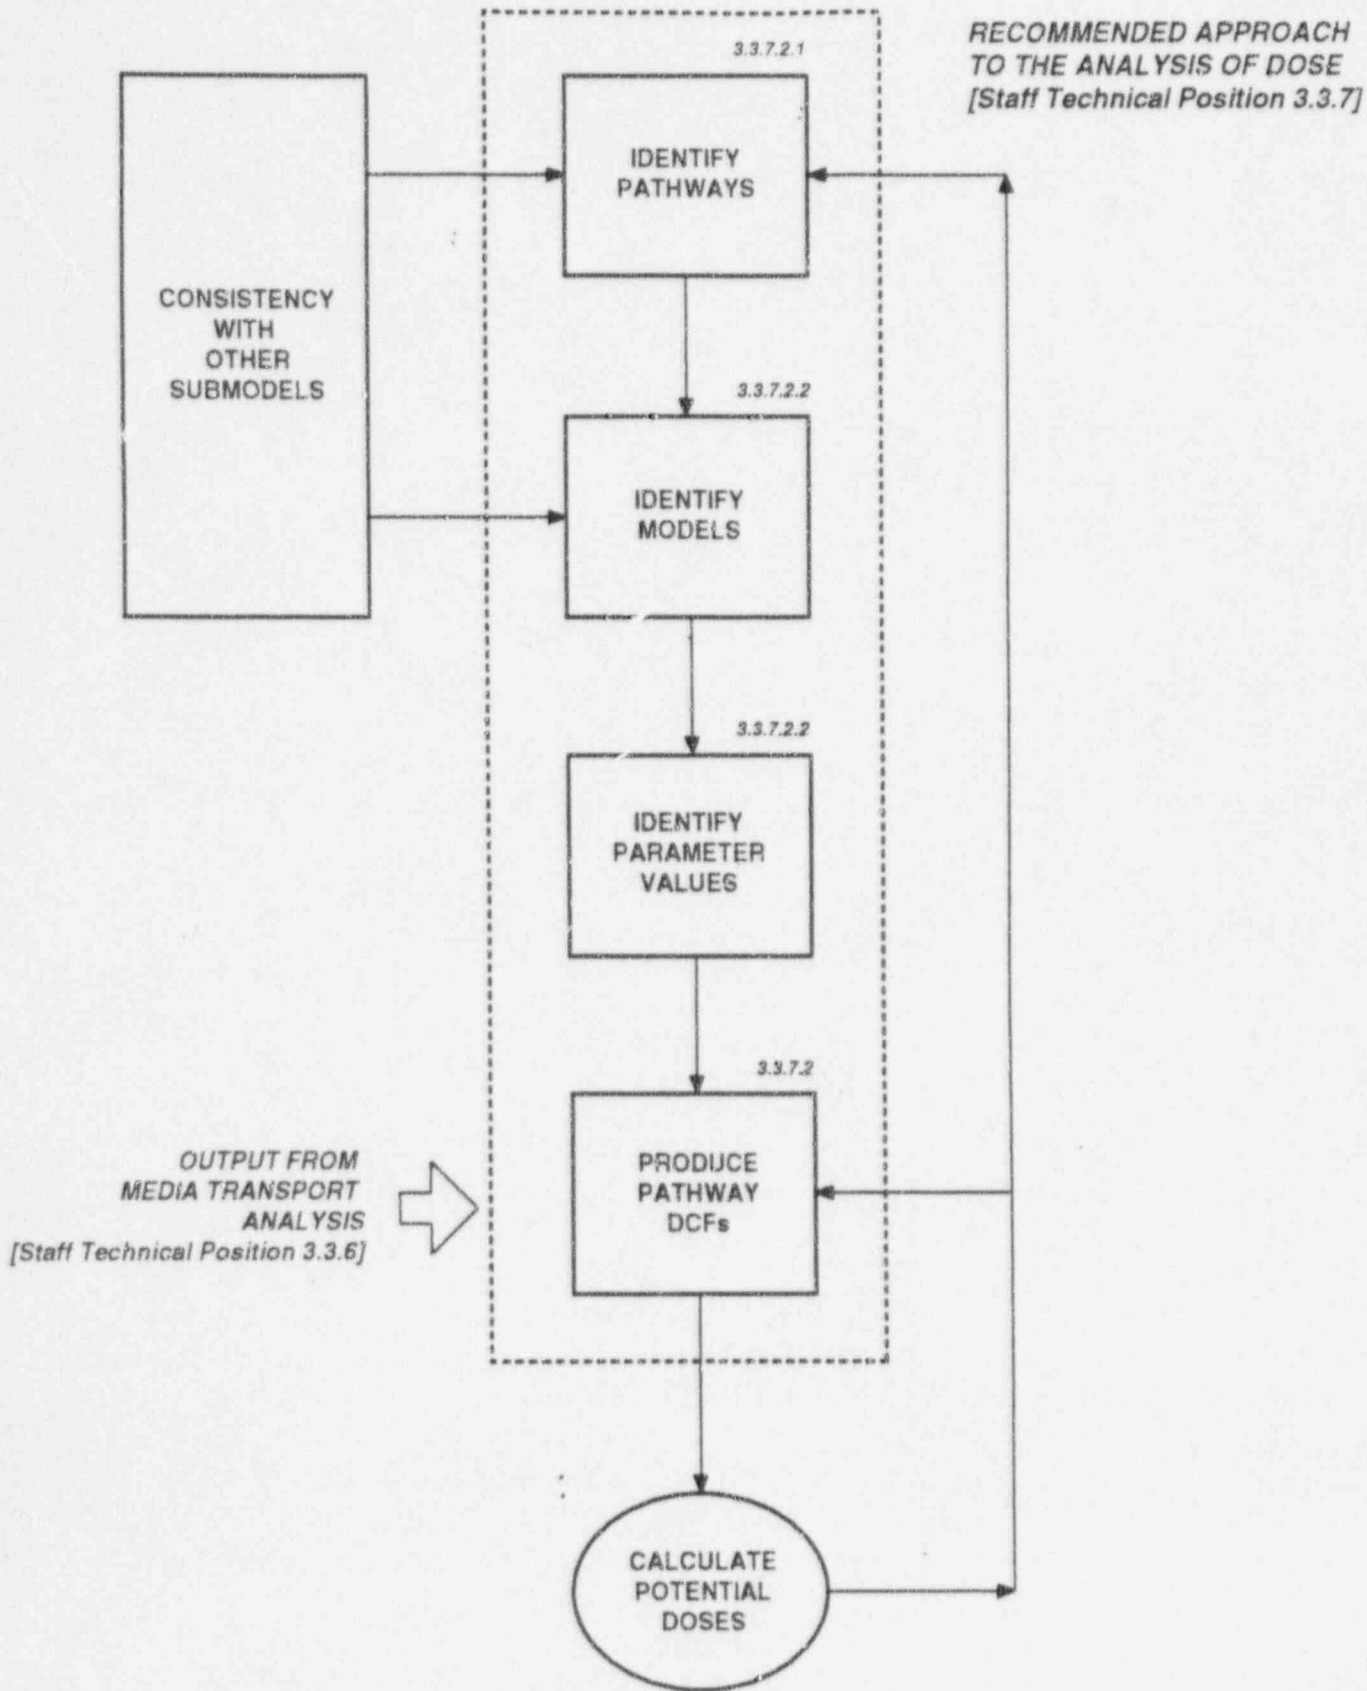 RECOMMENDED APPROACH
TO THE ANALYSIS OF DOSE
[Staff Technical Position 3.3.7]
3.3.7.2.1
IDENTIFY
PATHWAYS
CONSISTENCY
WITH
OTHER
SUBMODELS
3.3.7.2.2
IDENTIFY
MODELS
3.3.7.2.2
IDENTIFY
PARAMETER
VALUES
3.3.7.2
PRODUCE
PATHWAY
DCFs
OUTPUT FROM
MEDIA TRANSPORT
ANALYSIS
[Staff Technical Position 3.3.6]
CALCULATE
POTENTIAL
DOSES